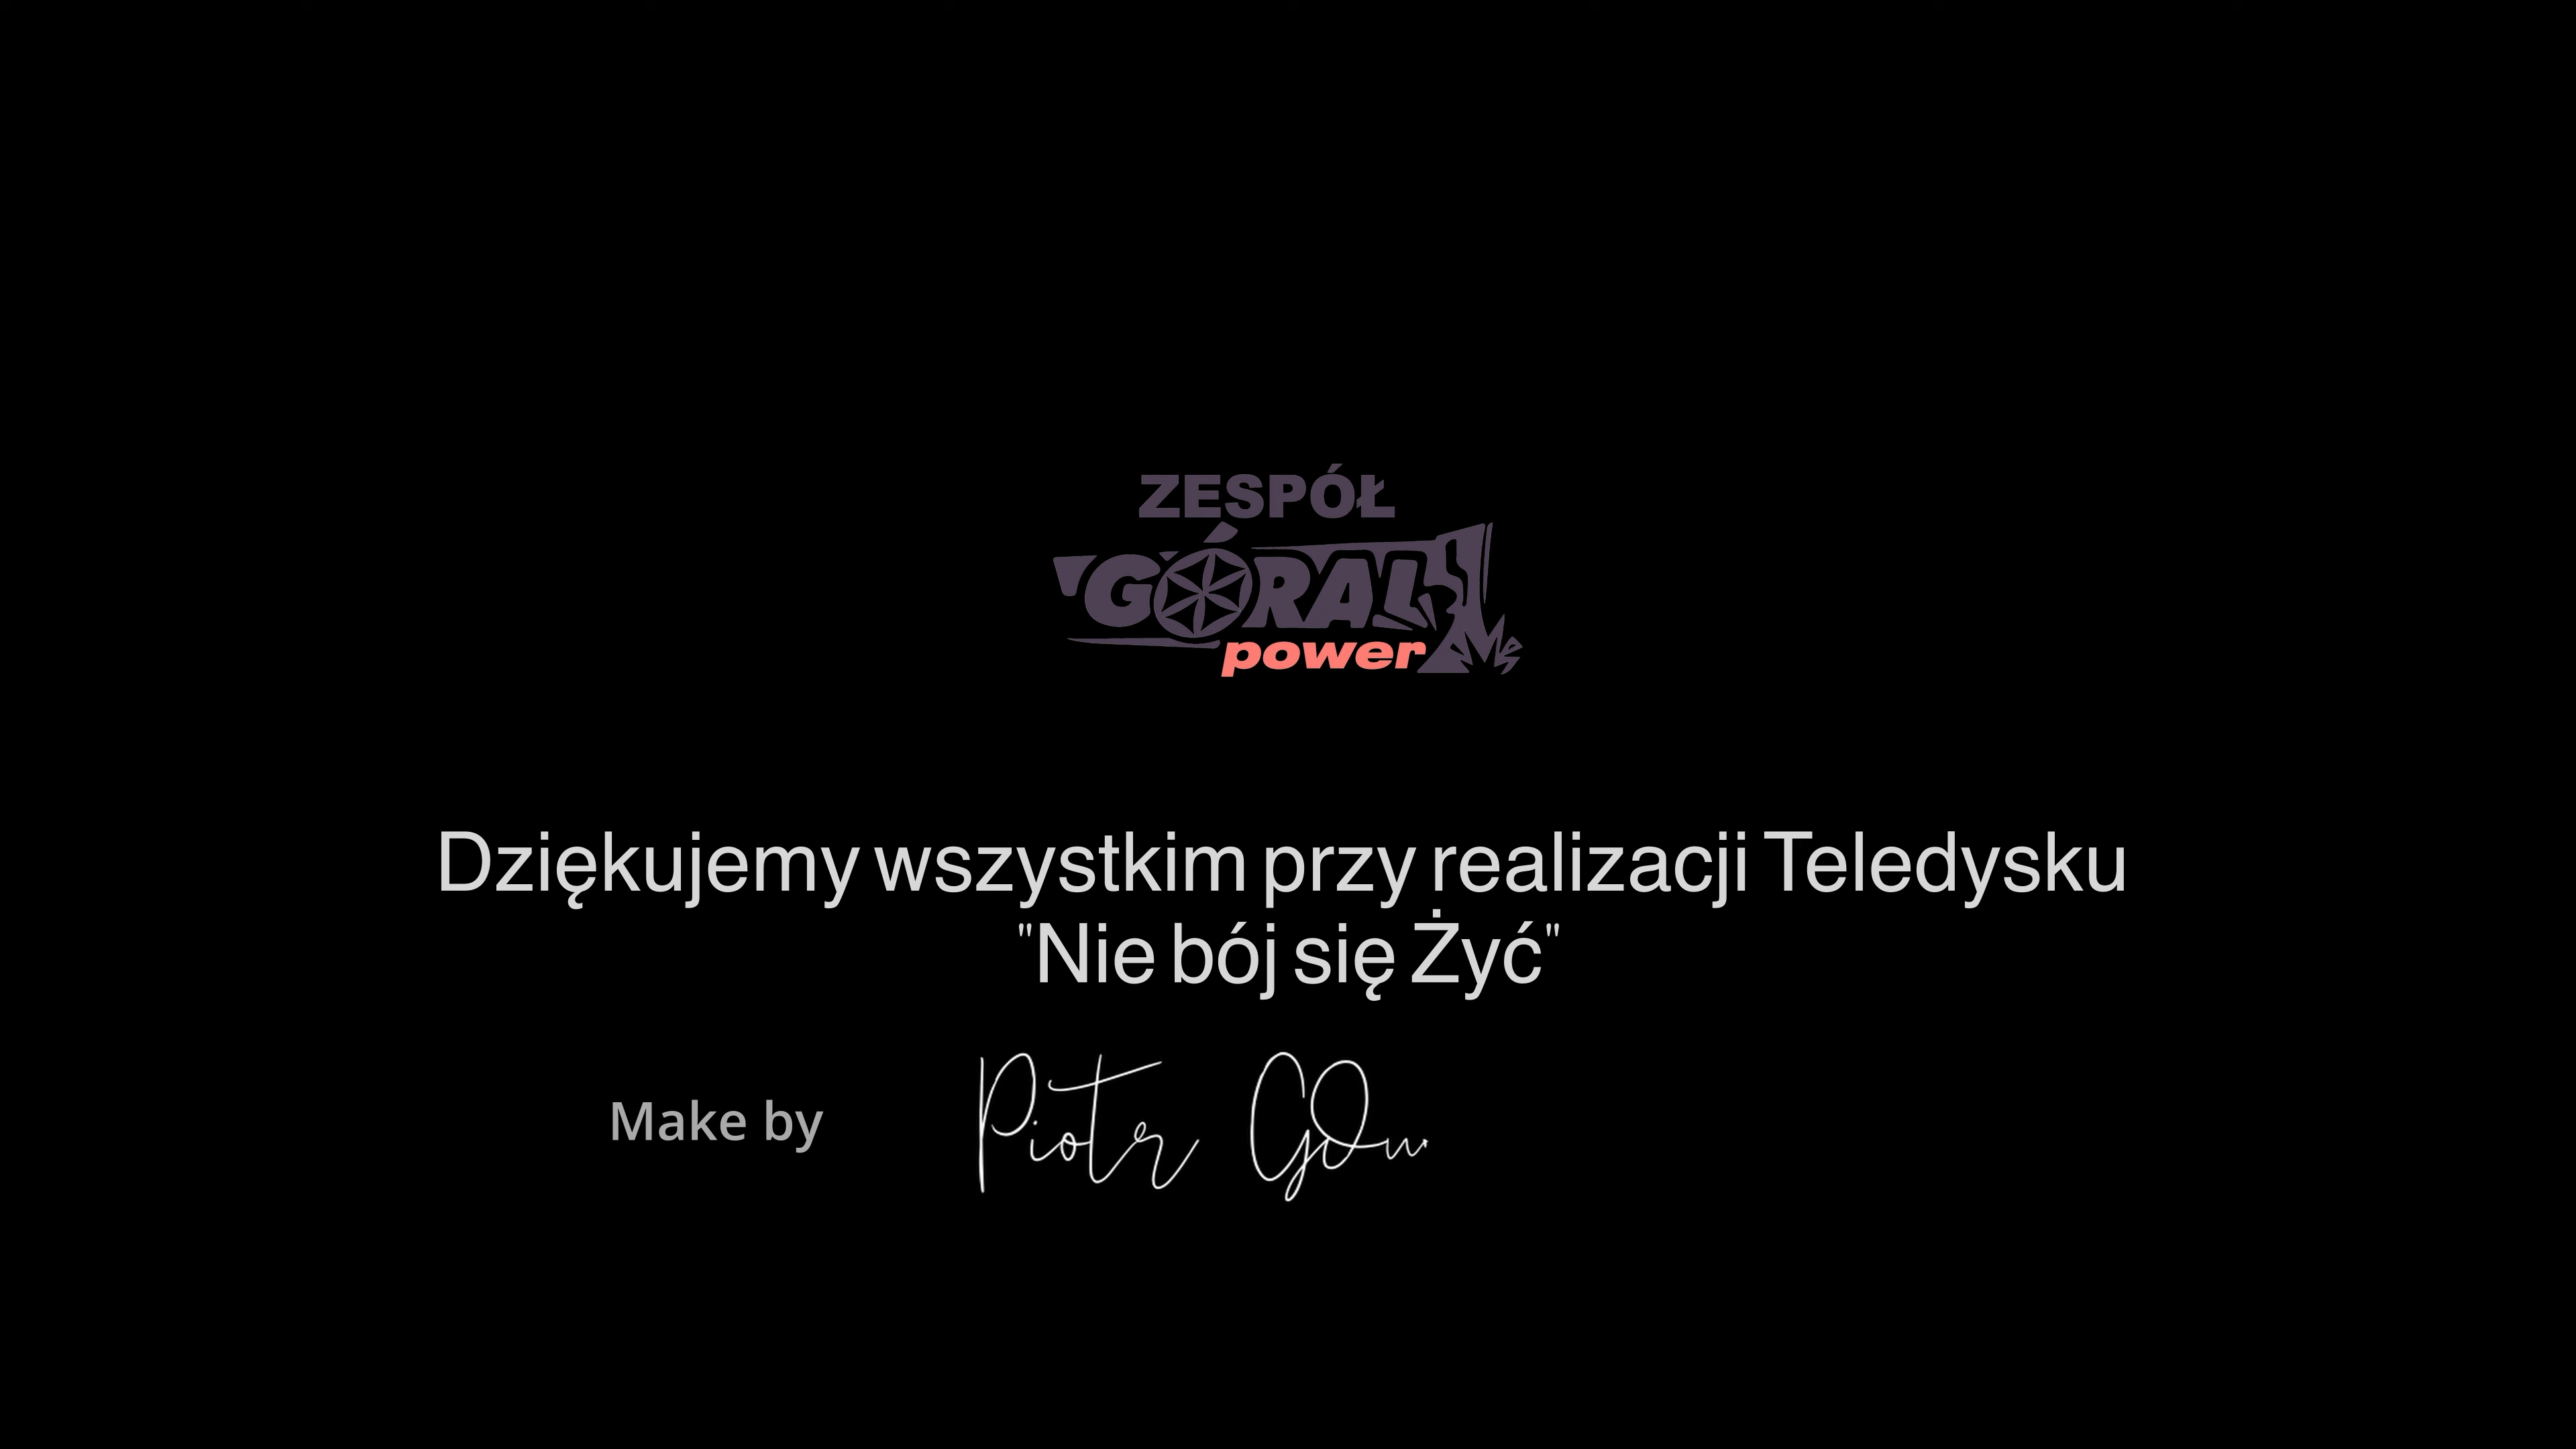 ZESPÓŁ
GÓRAL
power
Dziękujemy wszystkim przy realizacji Teledysku
"Nie bój się Żyć"
Make by
Piotr